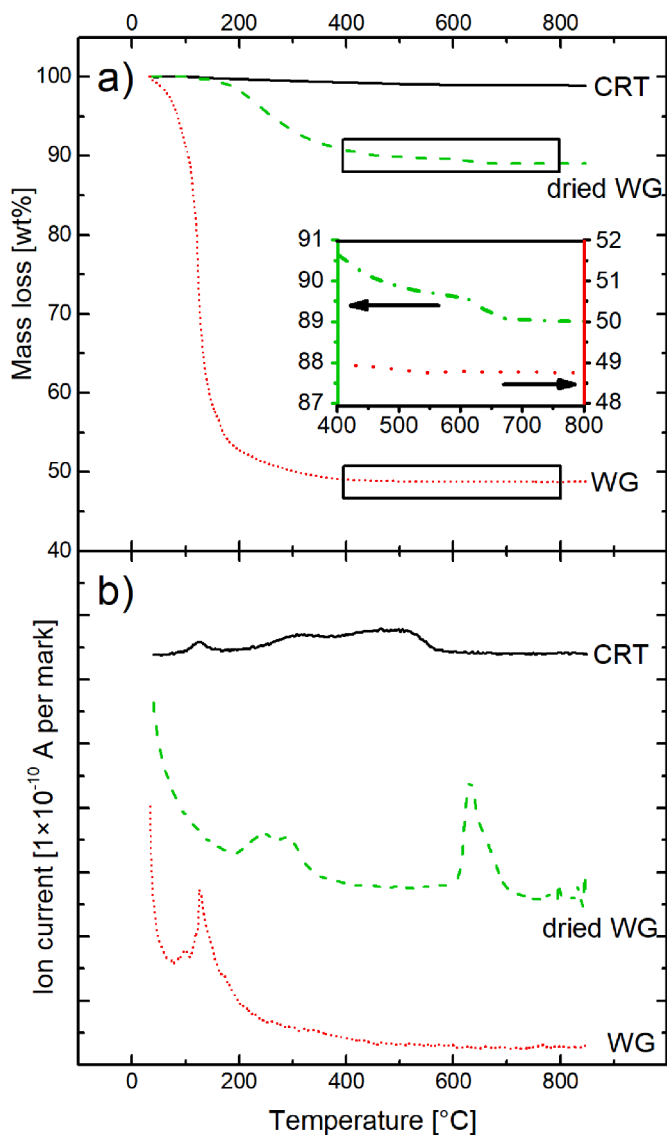 0 200 400 600 800
a)
100
90
80
70
60
50
40
Mass loss [wt%]
CRT
dried WG
91
90
89
88
87
52
51
50
49
48
400 500 600 700 800
WG
b)
CRT
dried WG
WG
Ion current [1×10⁻¹⁰ A per mark]
0 200 400 600 800
Temperature [°C]